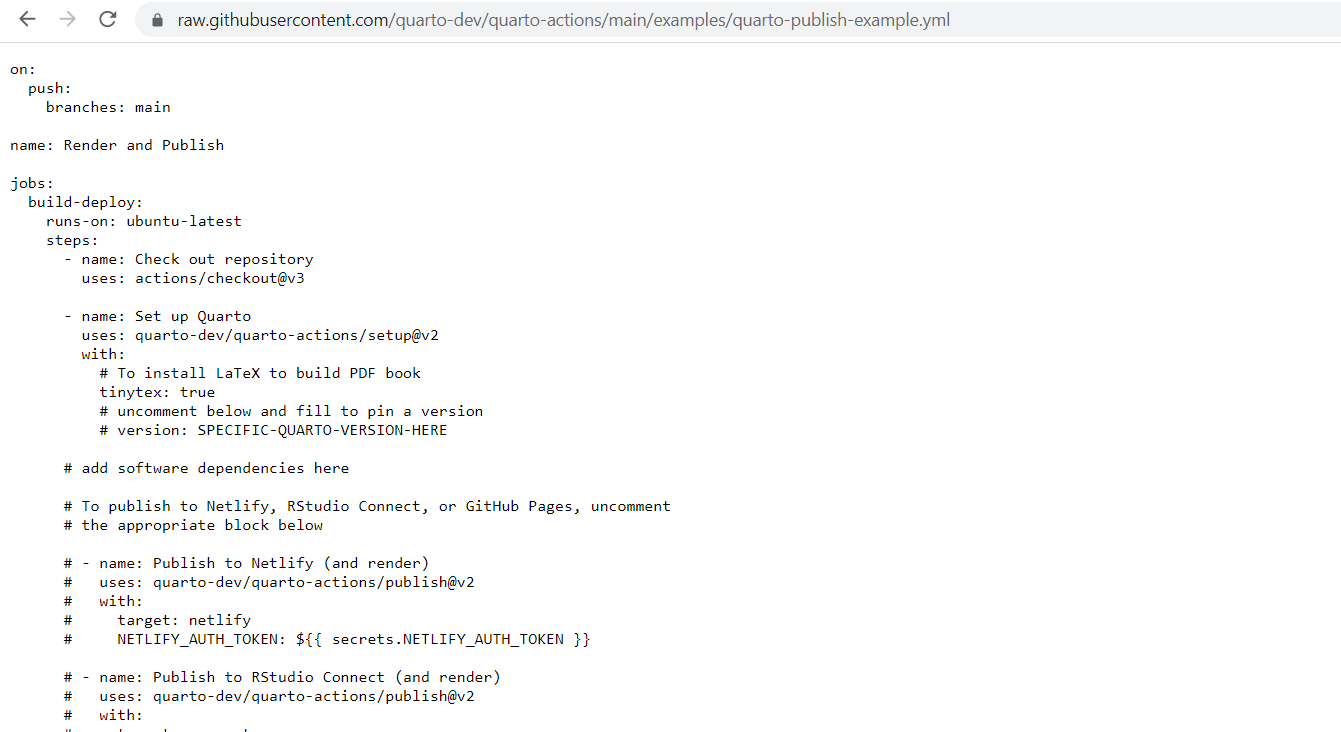 raw.githubusercontent.com/quarto-dev/quarto-actions/main/examples/quarto-publish-example.yml
on:
  push:
    branches: main

name: Render and Publish

jobs:
  build-deploy:
    runs-on: ubuntu-latest
    steps:
      - name: Check out repository
        uses: actions/checkout@v3

      - name: Set up Quarto
        uses: quarto-dev/quarto-actions/setup@v2
        with:
          # To install LaTeX to build PDF book
          tinytex: true
          # uncomment below and fill to pin a version
          # version: SPECIFIC-QUARTO-VERSION-HERE

      # add software dependencies here

      # To publish to Netlify, RStudio Connect, or GitHub Pages, uncomment
      # the appropriate block below

      # - name: Publish to Netlify (and render)
      #   uses: quarto-dev/quarto-actions/publish@v2
      #   with:
      #     target: netlify
      #     NETLIFY_AUTH_TOKEN: ${{ secrets.NETLIFY_AUTH_TOKEN }}

      # - name: Publish to RStudio Connect (and render)
      #   uses: quarto-dev/quarto-actions/publish@v2
      #   with: